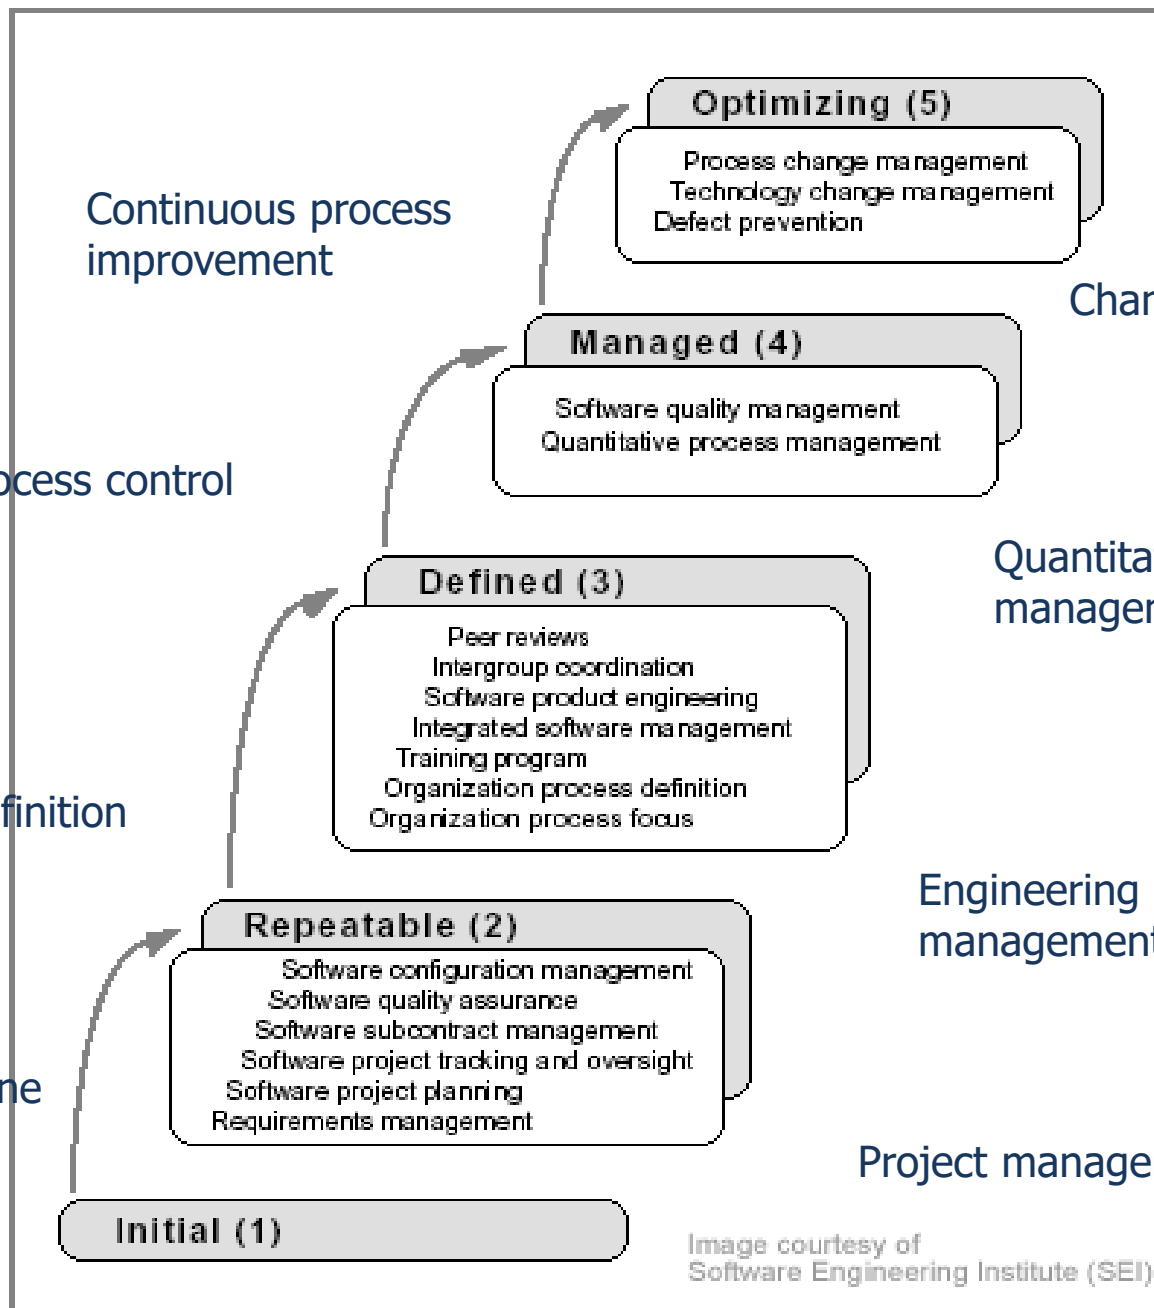 Optimizing (5)
Process change management
Technology change management
Defect prevention
Continuous process
improvement
Managed (4)
Software quality management
Quantitative process management
control
Defined (3)
Peer reviews
Intergroup coordination
Software product engineering
Integrated software management
Training program
Organization process definition
Organization process focus
Engineering
management
Repeatable (2)
Software configuration management
Software quality assurance
Software subcontract management
Software project tracking and oversight
Software project planning
Requirements management
Project
Initial (1)
Image courtesy of
Software Engineering Institute (SEI)